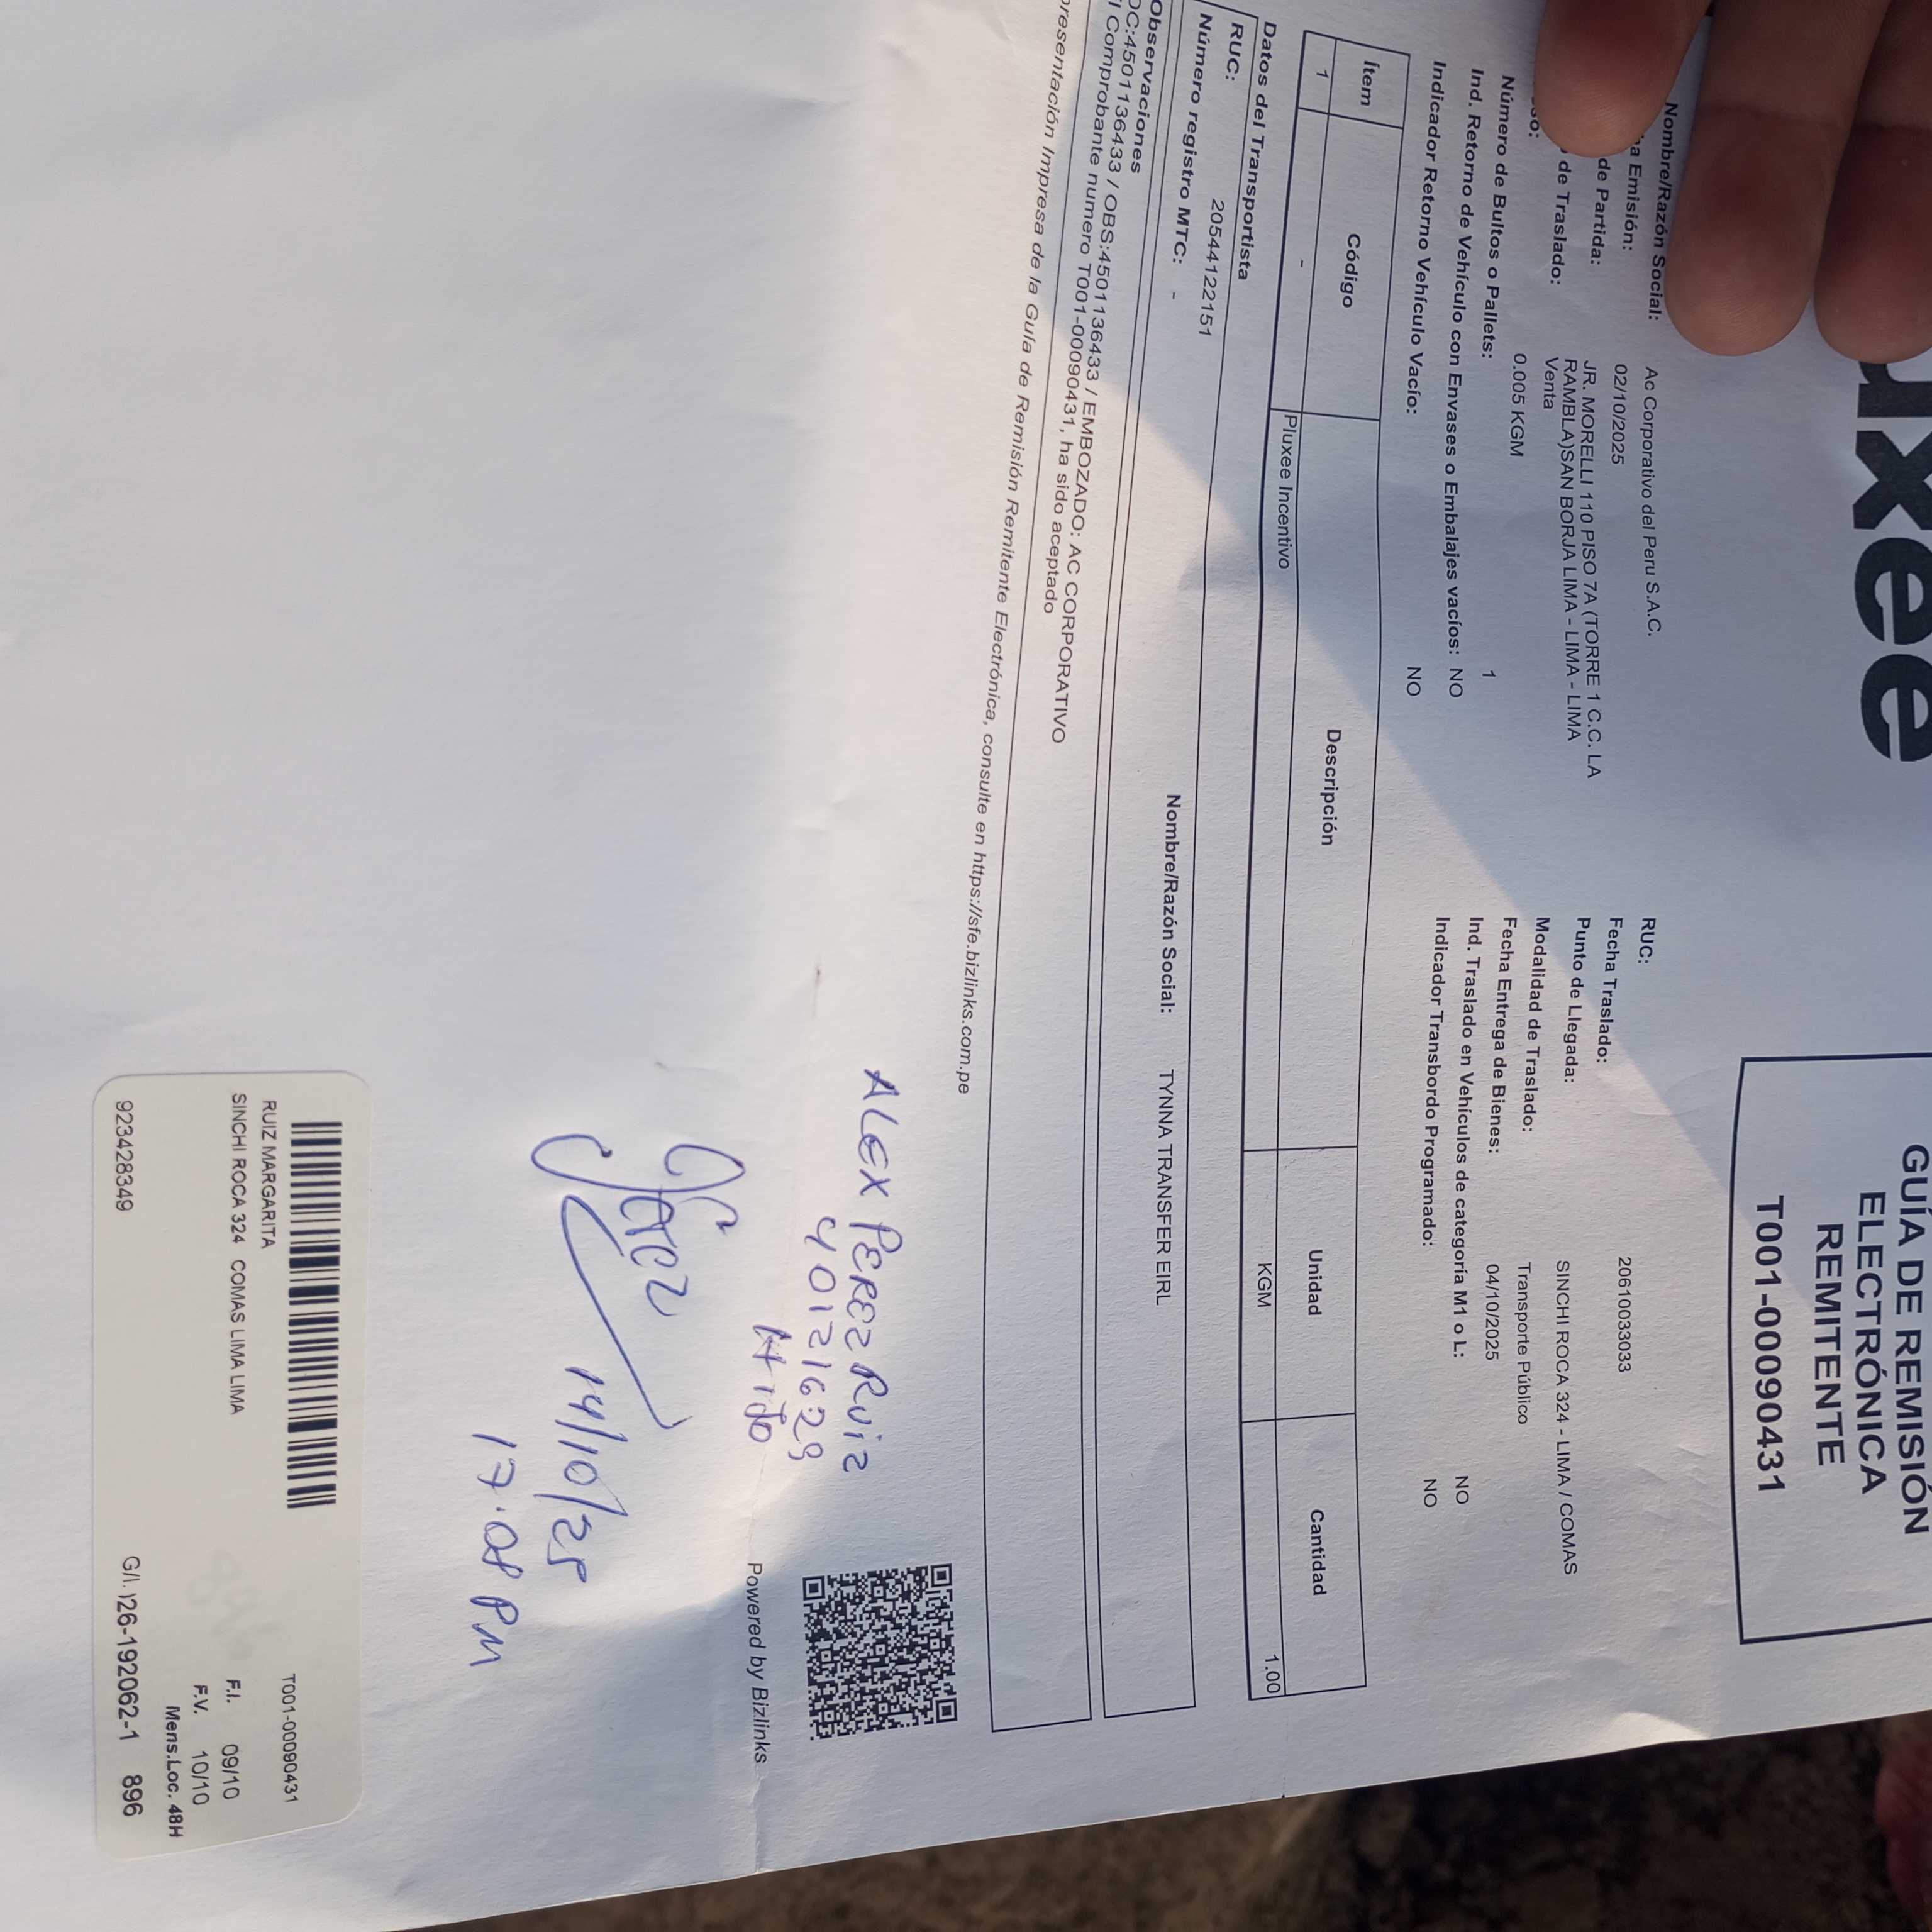 uxee
GUÍA DE REMISIÓN
ELECTRÓNICA
REMITENTE
T001-00090431
Nombre/Razón Social: Ac Corporativo del Peru S.A.C. RUC: 20610033033
a Emisión: 02/10/2025 Fecha Traslado:
de Partida: JR. MORELLI 110 PISO 7A (TORRE 1 C.C. LA Punto de Llegada: SINCHI ROCA 324 - LIMA / COMAS
RAMBLA)SAN BORJA LIMA - LIMA - LIMA
de Traslado: Venta Modalidad de Traslado: Transporte Público
so: 0.005 KGM Fecha Entrega de Bienes: 04/10/2025
Número de Bultos o Pallets: 1 Ind. Traslado en Vehículos de categoría M1 o L: NO
Ind. Retorno de Vehículo con Envases o Embalajes vacíos: NO Indicador Transbordo Programado: NO
Indicador Retorno Vehículo Vacío: NO
Ítem Código Descripción Unidad Cantidad
1 - Pluxee Incentivo KGM 1.00
Datos del Transportista
RUC: 20544122151 Nombre/Razón Social: TYNNA TRANSFER EIRL
Número registro MTC: -
Observaciones
OC:4501136433 / OBS:4501136433 / EMBOZADO: AC CORPORATIVO
l Comprobante numero T001-00090431, ha sido aceptado
presentación Impresa de la Guía de Remisión Remitente Electrónica, consulte en https://sfe.bizlinks.com.pe
ALEX PEREZ RUIZ
40121629
HIJO
14/10/25
17:08 PM
Powered by Bizlinks
T001-00090431
RUIZ MARGARITA
SINCHI ROCA 324 COMAS LIMA LIMA
F.I. 09/10
F.V. 10/10
Mens.Loc. 48H
923428349 G/I. 126-192062-1 896